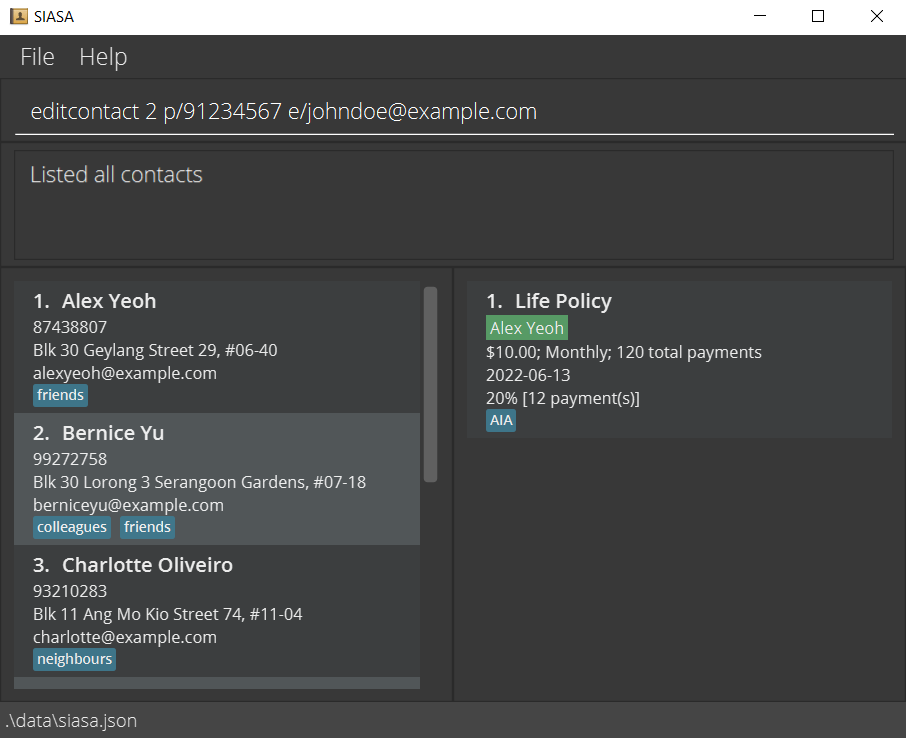 SIASA
File Help
editcontact 2 p/91234567 e/johndoe@example.com
Listed all contacts
1. Alex Yeoh
87438807
Blk 30 Geylang Street 29, #06-40
alexyeoh@example.com
friends
2. Bernice Yu
99272758
Blk 30 Lorong 3 Serangoon Gardens, #07-18
berniceyu@example.com
colleagues friends
3. Charlotte Oliveiro
93210283
Blk 11 Ang Mo Kio Street 74, #11-04
charlotte@example.com
neighbours
1. Life Policy
Alex Yeoh
$10.00; Monthly; 120 total payments
2022-06-13
20% [12 payment(s)]
AIA
.\data\siasa.json